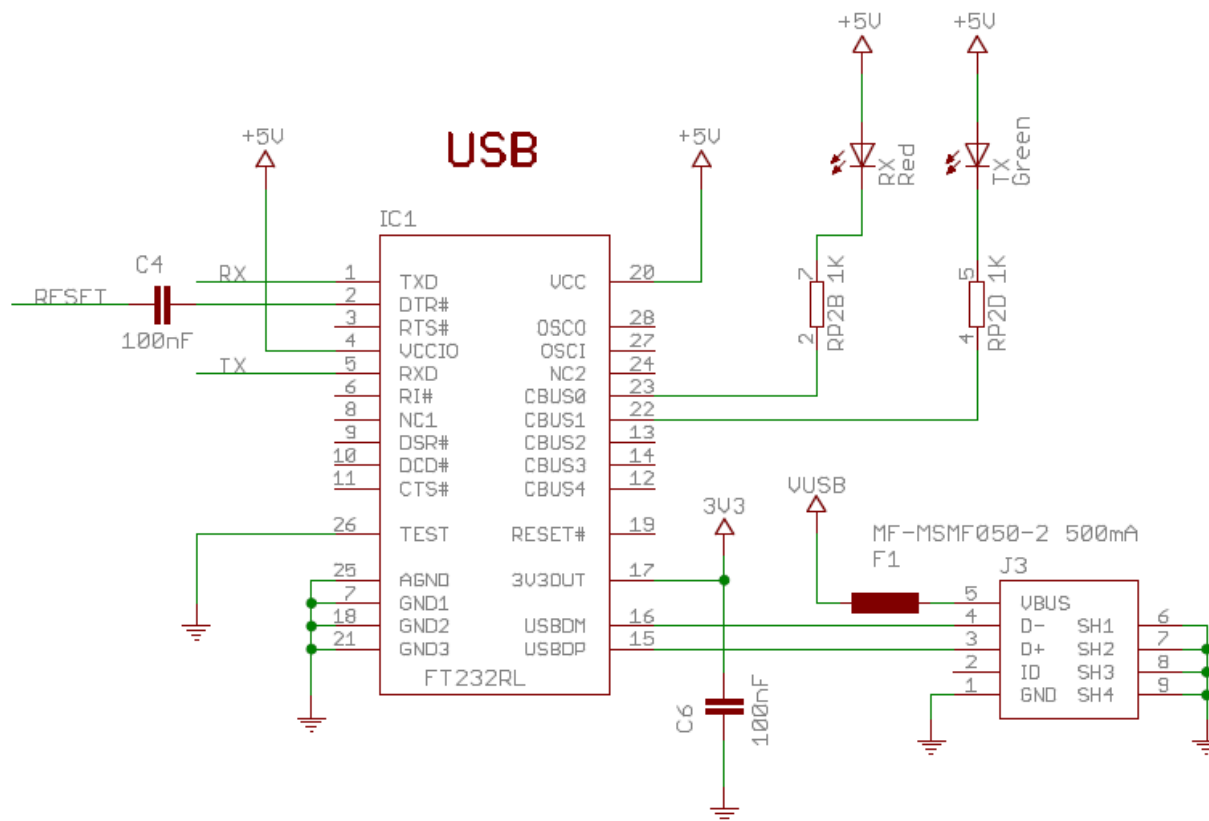 +5V
+5V
+5V
USB
+5V
RX
Red
TX
Green
IC1
C4
RX
RESET
100nF
TX
1 TXD VCC 20
2 DTR#
3 RTS# OSCO 28
4 VCCIO OSCI 27
5 RXD NC2 24
6 RI# CBUS0 23
8 NC1 CBUS1 22
9 DSR# CBUS2 13
10 DCD# CBUS3 14
11 CTS# CBUS4 12
26 TEST RESET# 19
25 AGND 3V3OUT 17
7 GND1
18 GND2 USBDM 16
21 GND3 USBDP 15
FT232RL
7
2
RP2B 1K
5
4
RP2D 1K
3V3
C6
100nF
VUSB
MF-MSMF050-2 500mA
F1
J3
5 VBUS
4 D- SH1 6
3 D+ SH2 7
2 ID SH3 8
1 GND SH4 9